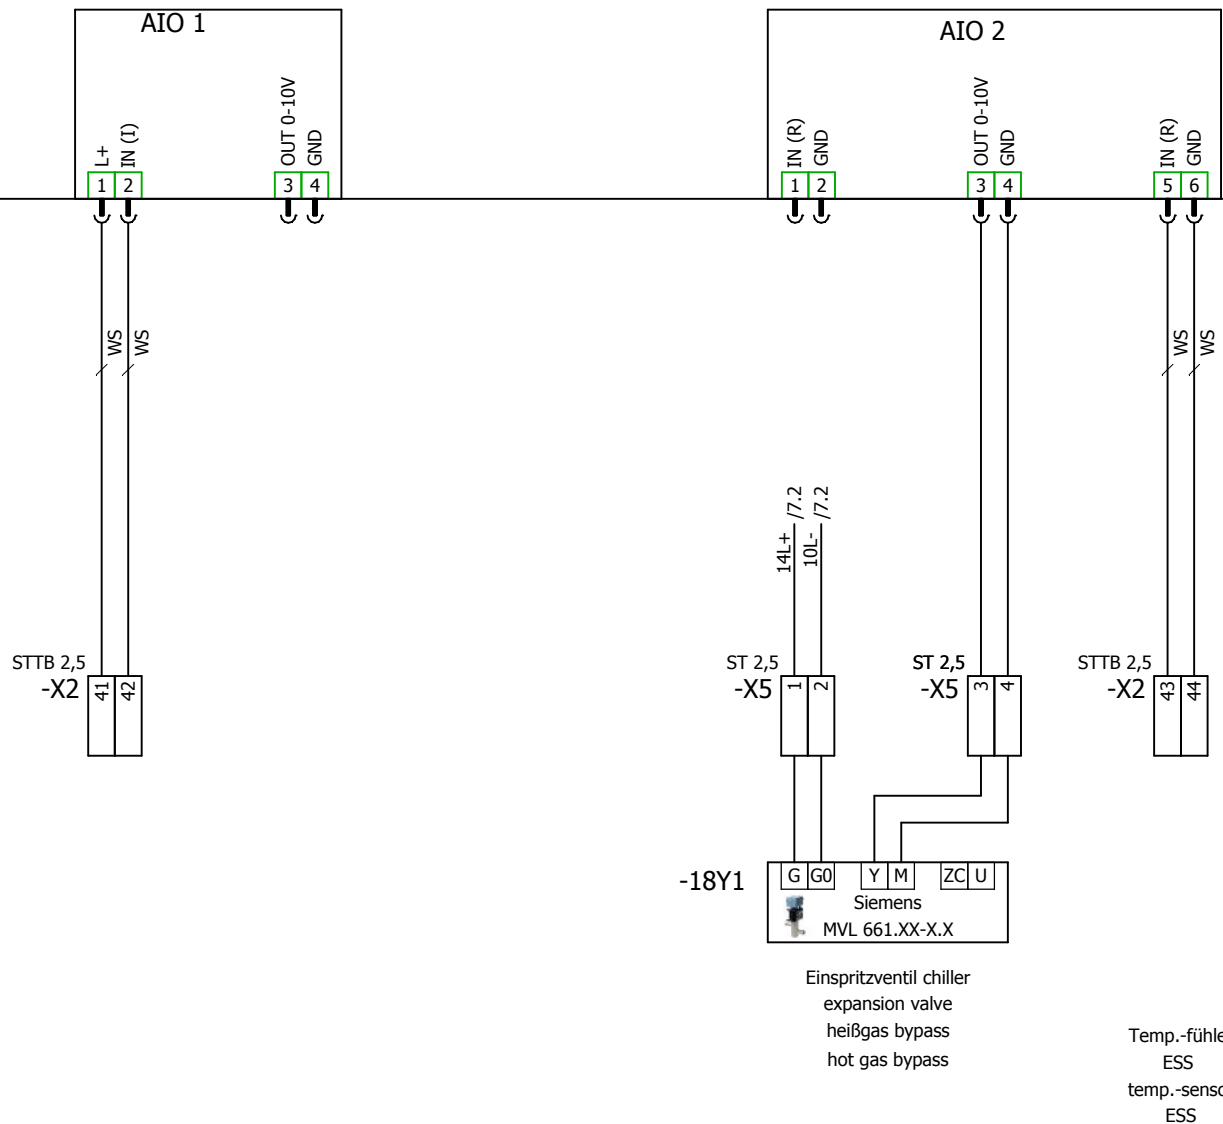 AIO 1
AIO 2
L+
IN (I)
OUT 0-10V
GND
IN (R)
GND
OUT 0-10V
GND
IN (R)
GND
1 2
3 4
1 2
3 4
5 6
WS
WS
WS
WS
14L+ /7.2
10L- /7.2
STTB 2,5
-X2
41
42
ST 2,5
-X5
1
2
ST 2,5
-X5
3
4
STTB 2,5
-X2
43
44
-18Y1
G G0 Y M ZC U
Siemens
MVL 661.XX-X.X
Einspritzventil chiller
expansion valve
heißgas bypass
hot gas bypass
Temp.-fühle
ESS
temp.-senso
ESS